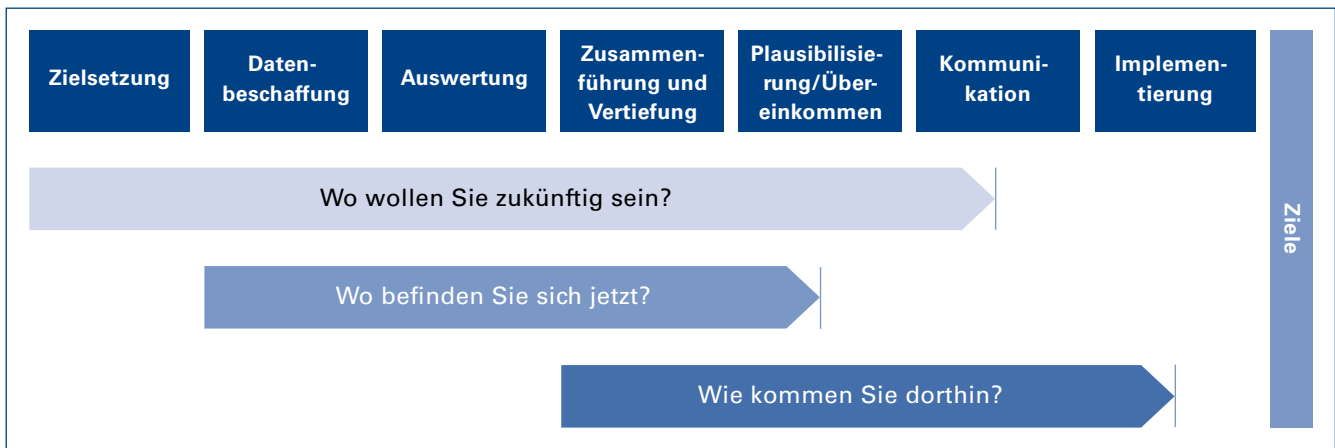 Zielsetzung
Daten-
beschaffung
Auswertung
Zusammen-
führung und
Vertiefung
Plausibilisie-
rung/Über-
einkommen
Kommuni-
kation
Implemen-
tierung
Wo wollen Sie zukünftig sein?
Wo befinden Sie sich jetzt?
Wie kommen Sie dorthin?
Ziele